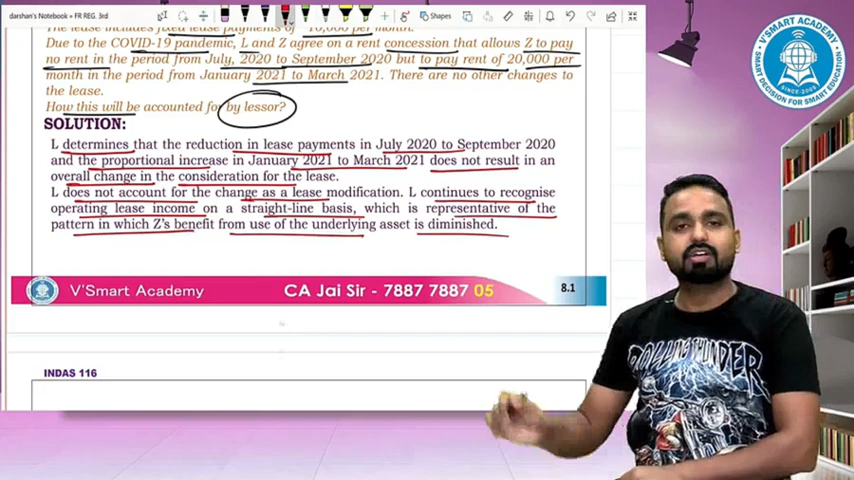 darshan's Notebook » FR REG. 3rd
Shapes
The lease includes fixed lease payments of 10,000 per month.
Due to the COVID-19 pandemic, L and Z agree on a rent concession that allows Z to pay
no rent in the period from July, 2020 to September 2020 but to pay rent of 20,000 per
month in the period from January 2021 to March 2021. There are no other changes to
the lease.
How this will be accounted for by lessor?
SOLUTION:
L determines that the reduction in lease payments in July 2020 to September 2020
and the proportional increase in January 2021 to March 2021 does not result in an
overall change in the consideration for the lease.
L does not account for the change as a lease modification. L continues to recognise
operating lease income on a straight-line basis, which is representative of the
pattern in which Z's benefit from use of the underlying asset is diminished.
V'Smart Academy
CA Jai Sir - 7887 7887 05
8.1
INDAS 116
V'SMART ACADEMY
SINCE-2005
SMART DECISION FOR SMART EDUCATION
ROLLING THUNDER